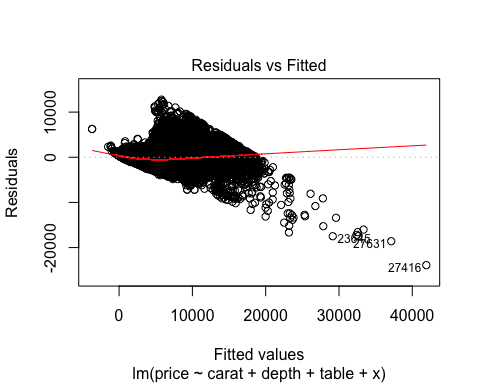 Residuals vs Fitted
Residuals
10000
0
-20000
27631
27416
0 10000 20000 30000 40000
Fitted values
lm(price ~ carat + depth + table + x)